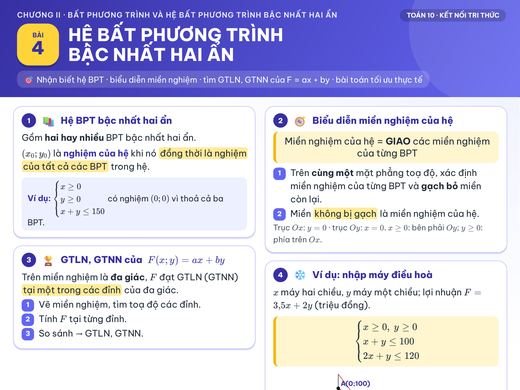 CHƯƠNG II · BẤT PHƯƠNG TRÌNH VÀ HỆ BẤT PHƯƠNG TRÌNH BẬC NHẤT HAI ẨN
TOÁN 10 · KẾT NỐI TRI THỨC
BÀI
4
HỆ BẤT PHƯƠNG TRÌNH
BẬC NHẤT HAI ẨN
Nhận biết hệ BPT · biểu diễn miền nghiệm · tìm GTLN, GTNN của F = ax + by · bài toán tối ưu thực tế
1 Hệ BPT bậc nhất hai ẩn
Gồm hai hay nhiều BPT bậc nhất hai ẩn.
(x₀; y₀) là nghiệm của hệ khi nó đồng thời là nghiệm
của tất cả các BPT trong hệ.
x ≥ 0
Ví dụ: { y ≥ 0 có nghiệm (0; 0) vì thoả cả ba
x + y ≤ 150
BPT.
3 GTLN, GTNN của F(x; y) = ax + by
Trên miền nghiệm là đa giác, F đạt GTLN (GTNN)
tại một trong các đỉnh của đa giác.
1 Vẽ miền nghiệm, tìm toạ độ các đỉnh.
2 Tính F tại từng đỉnh.
3 So sánh → GTLN, GTNN.
2 Biểu diễn miền nghiệm của hệ
Miền nghiệm của hệ = GIAO các miền nghiệm
của từng BPT
1 Trên cùng một mặt phẳng toạ độ, xác định
miền nghiệm của từng BPT và gạch bỏ miền
còn lại.
2 Miền không bị gạch là miền nghiệm của hệ.
Trục Ox: y = 0 · trục Oy: x = 0. x ≥ 0: bên phải Oy; y ≥ 0:
phía trên Ox.
4 Ví dụ: nhập máy điều hoà
x máy hai chiều, y máy một chiều; lợi nhuận F =
3,5x + 2y (triệu đồng).
x ≥ 0, y ≥ 0
{ x + y ≤ 100
2x + y ≤ 120
A(0;100)